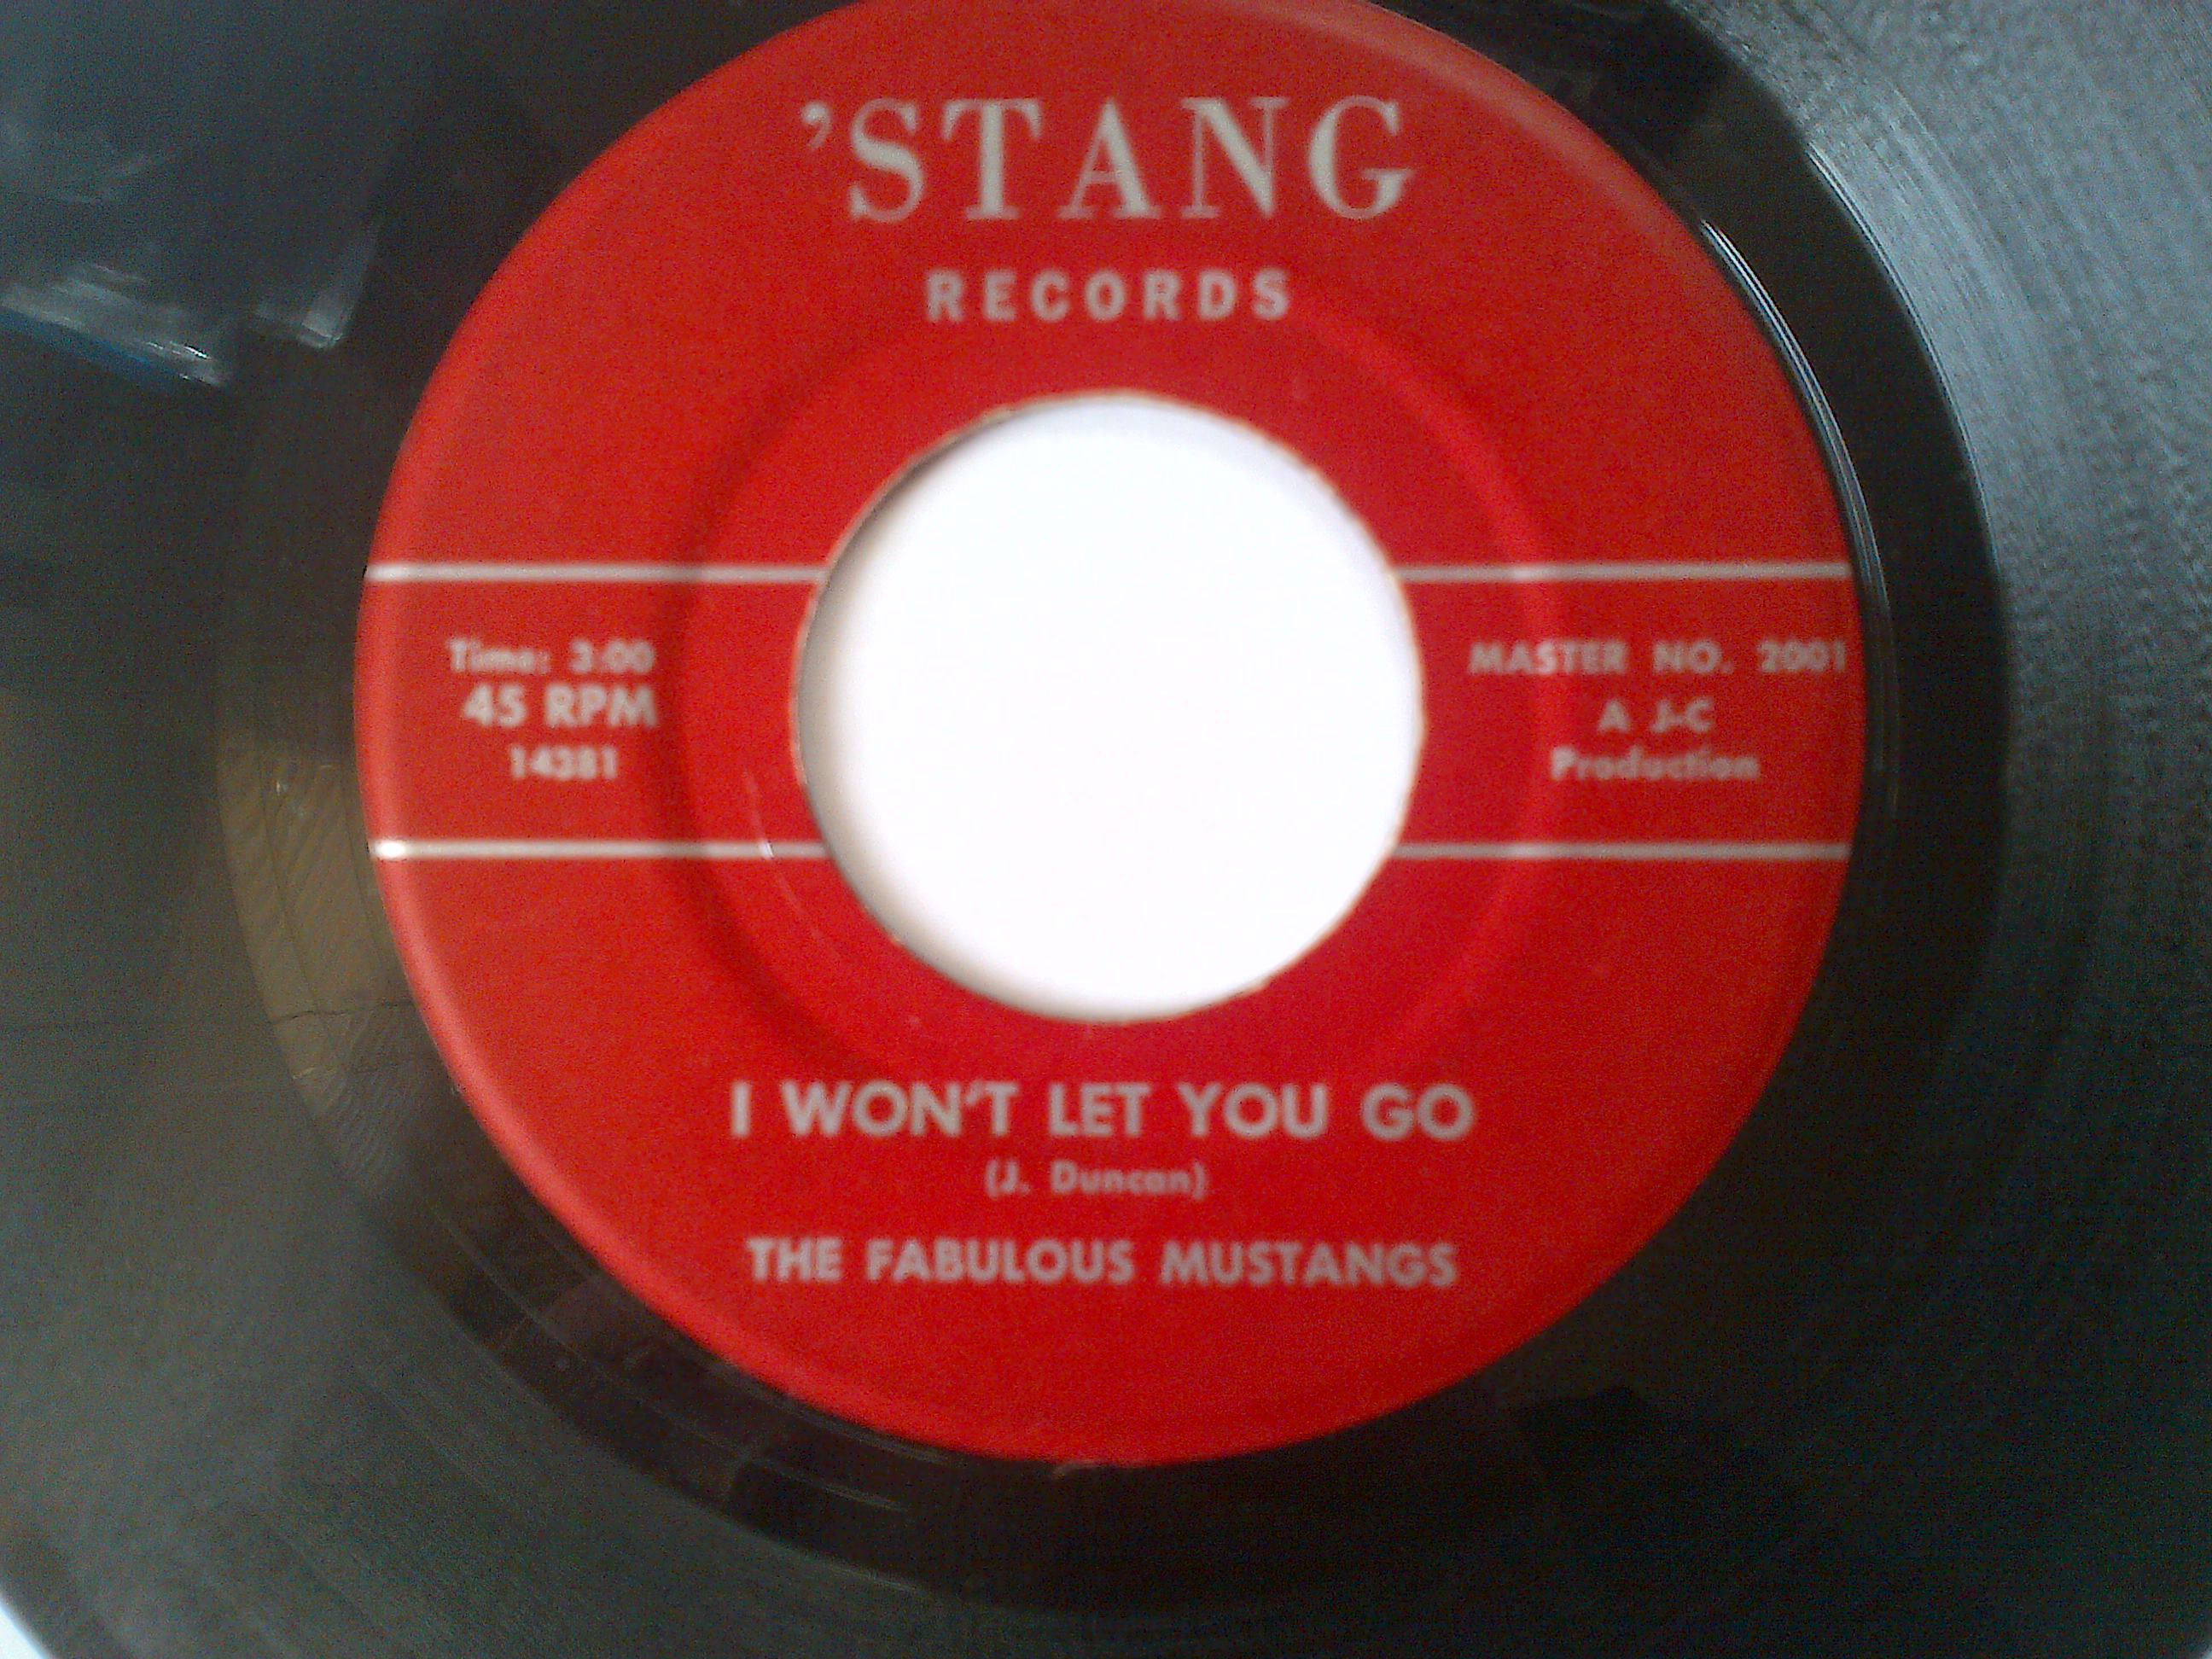 'STANG
RECORDS
Time: 3:00
45 RPM
14381
MASTER NO. 2001
A J-C
Production
I WON'T LET YOU GO
(J. Duncan)
THE FABULOUS MUSTANGS